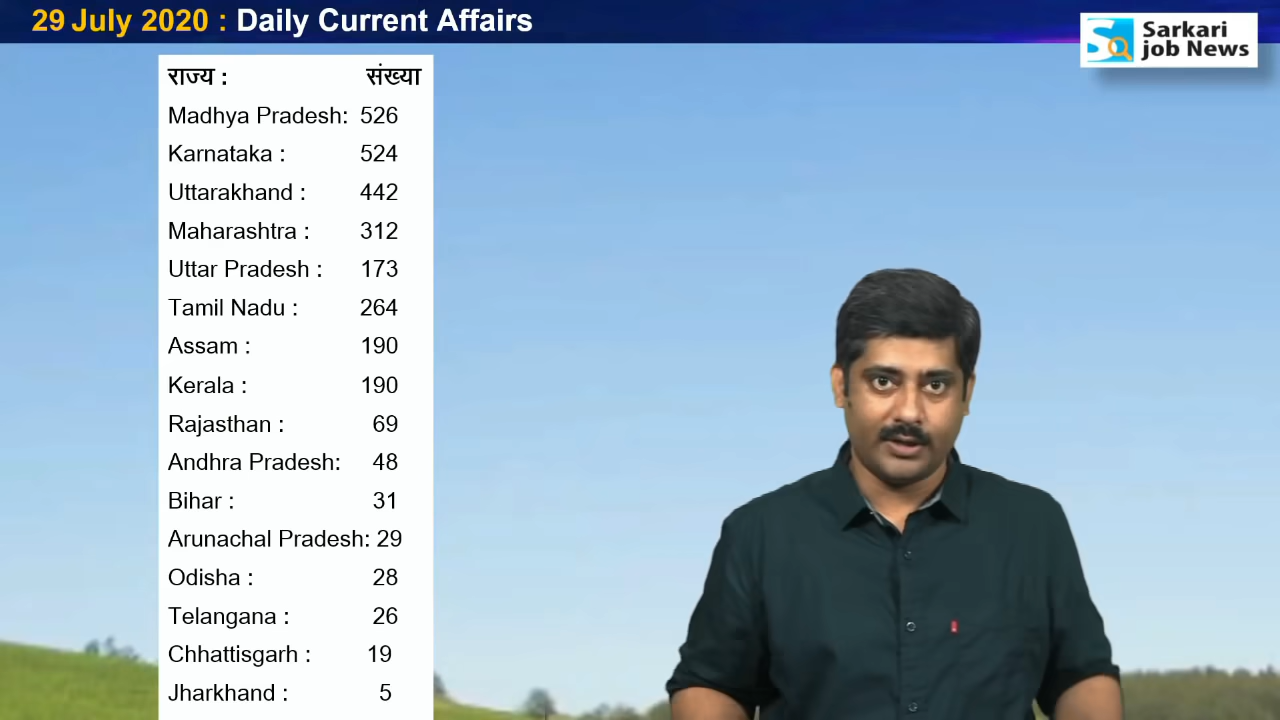 29 July 2020 : Daily Current Affairs
Sarkari
job News
राज्य : संख्या
Madhya Pradesh: 526
Karnataka : 524
Uttarakhand : 442
Maharashtra : 312
Uttar Pradesh : 173
Tamil Nadu : 264
Assam : 190
Kerala : 190
Rajasthan : 69
Andhra Pradesh: 48
Bihar : 31
Arunachal Pradesh: 29
Odisha : 28
Telangana : 26
Chhattisgarh : 19
Jharkhand : 5